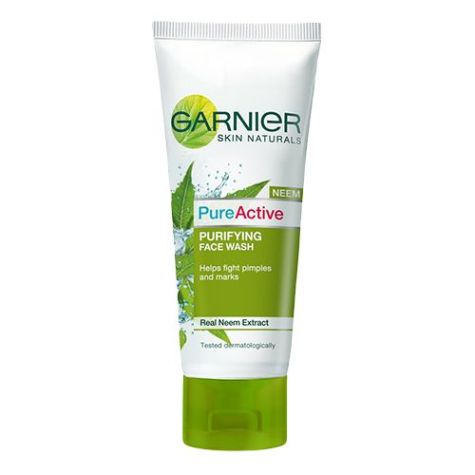 GARNIER
SKIN NATURALS
NEEM
PureActive
PURIFYING
FACE WASH
Helps fight pimples
and marks
Real Neem Extract
Tested dermatologically